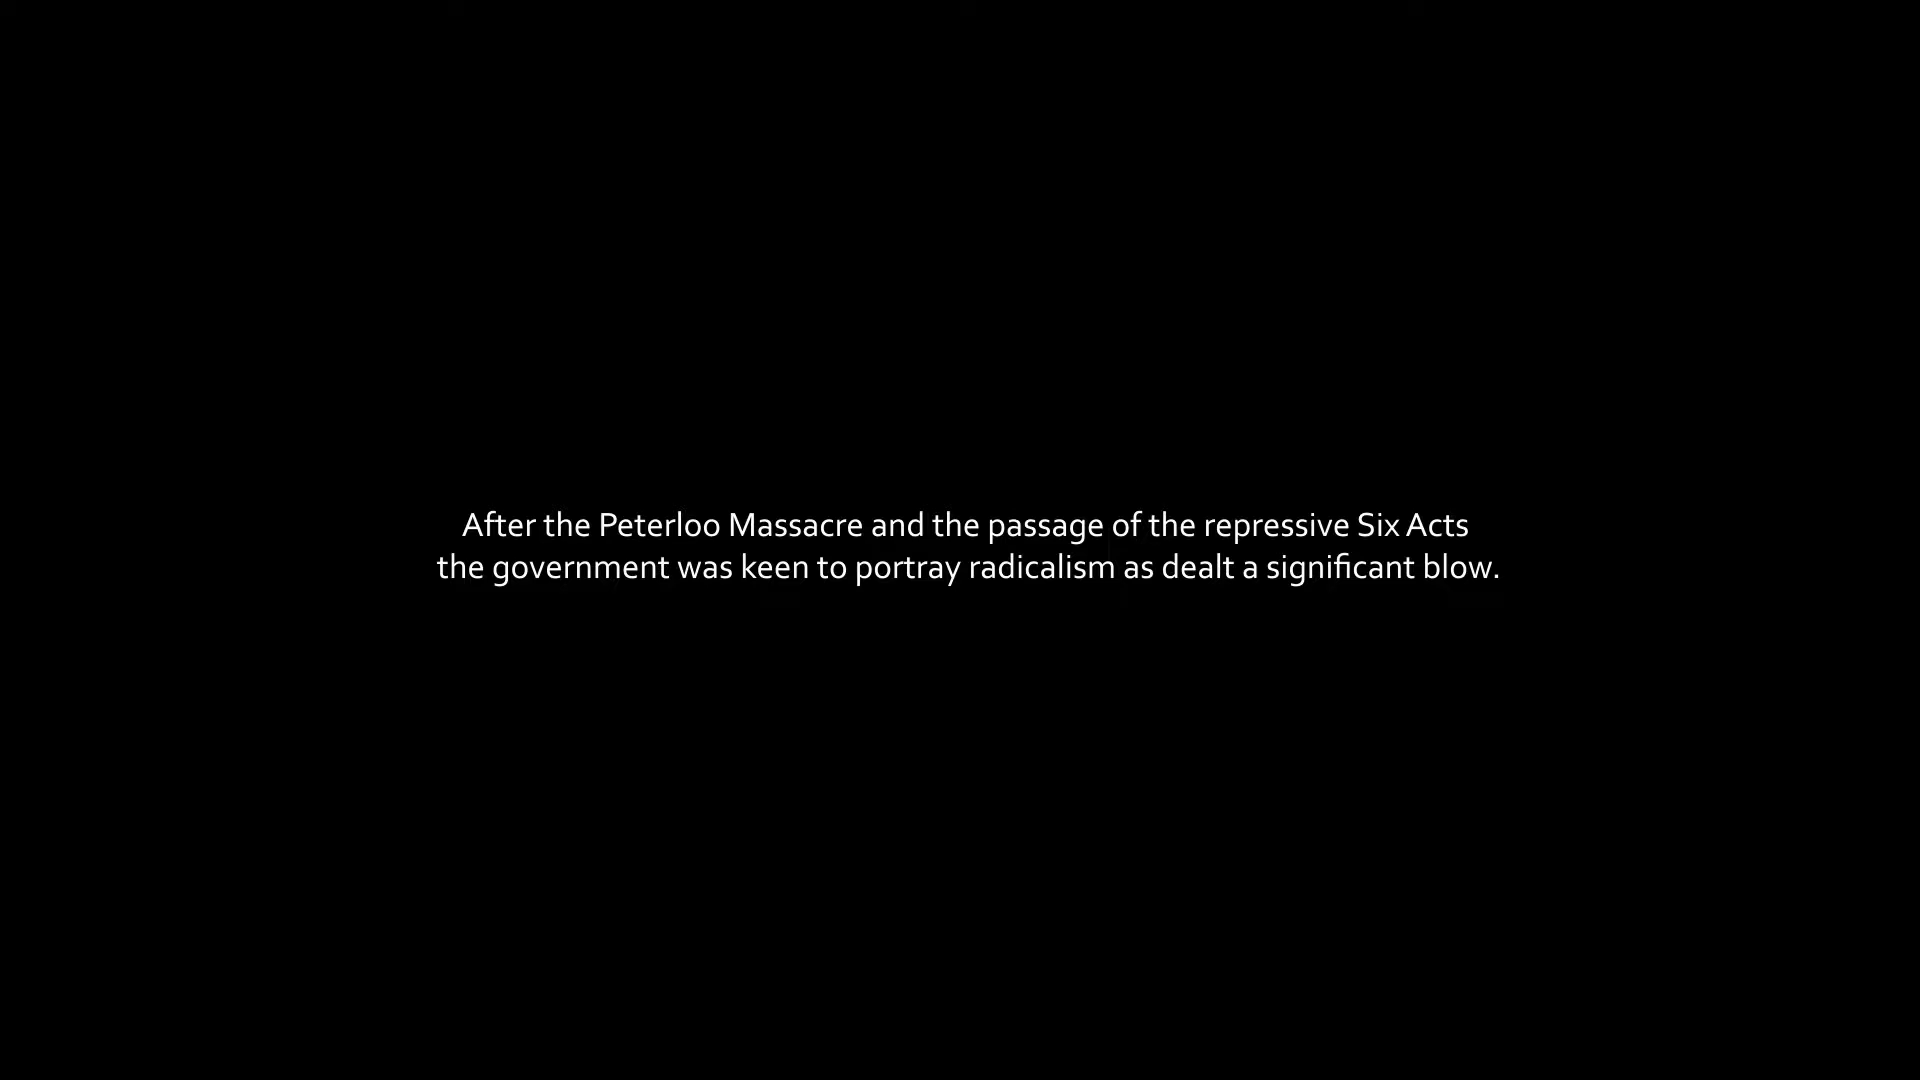 After the Peterloo Massacre and the passage of the repressive Six Acts
the government was keen to portray radicalism as dealt a significant blow.